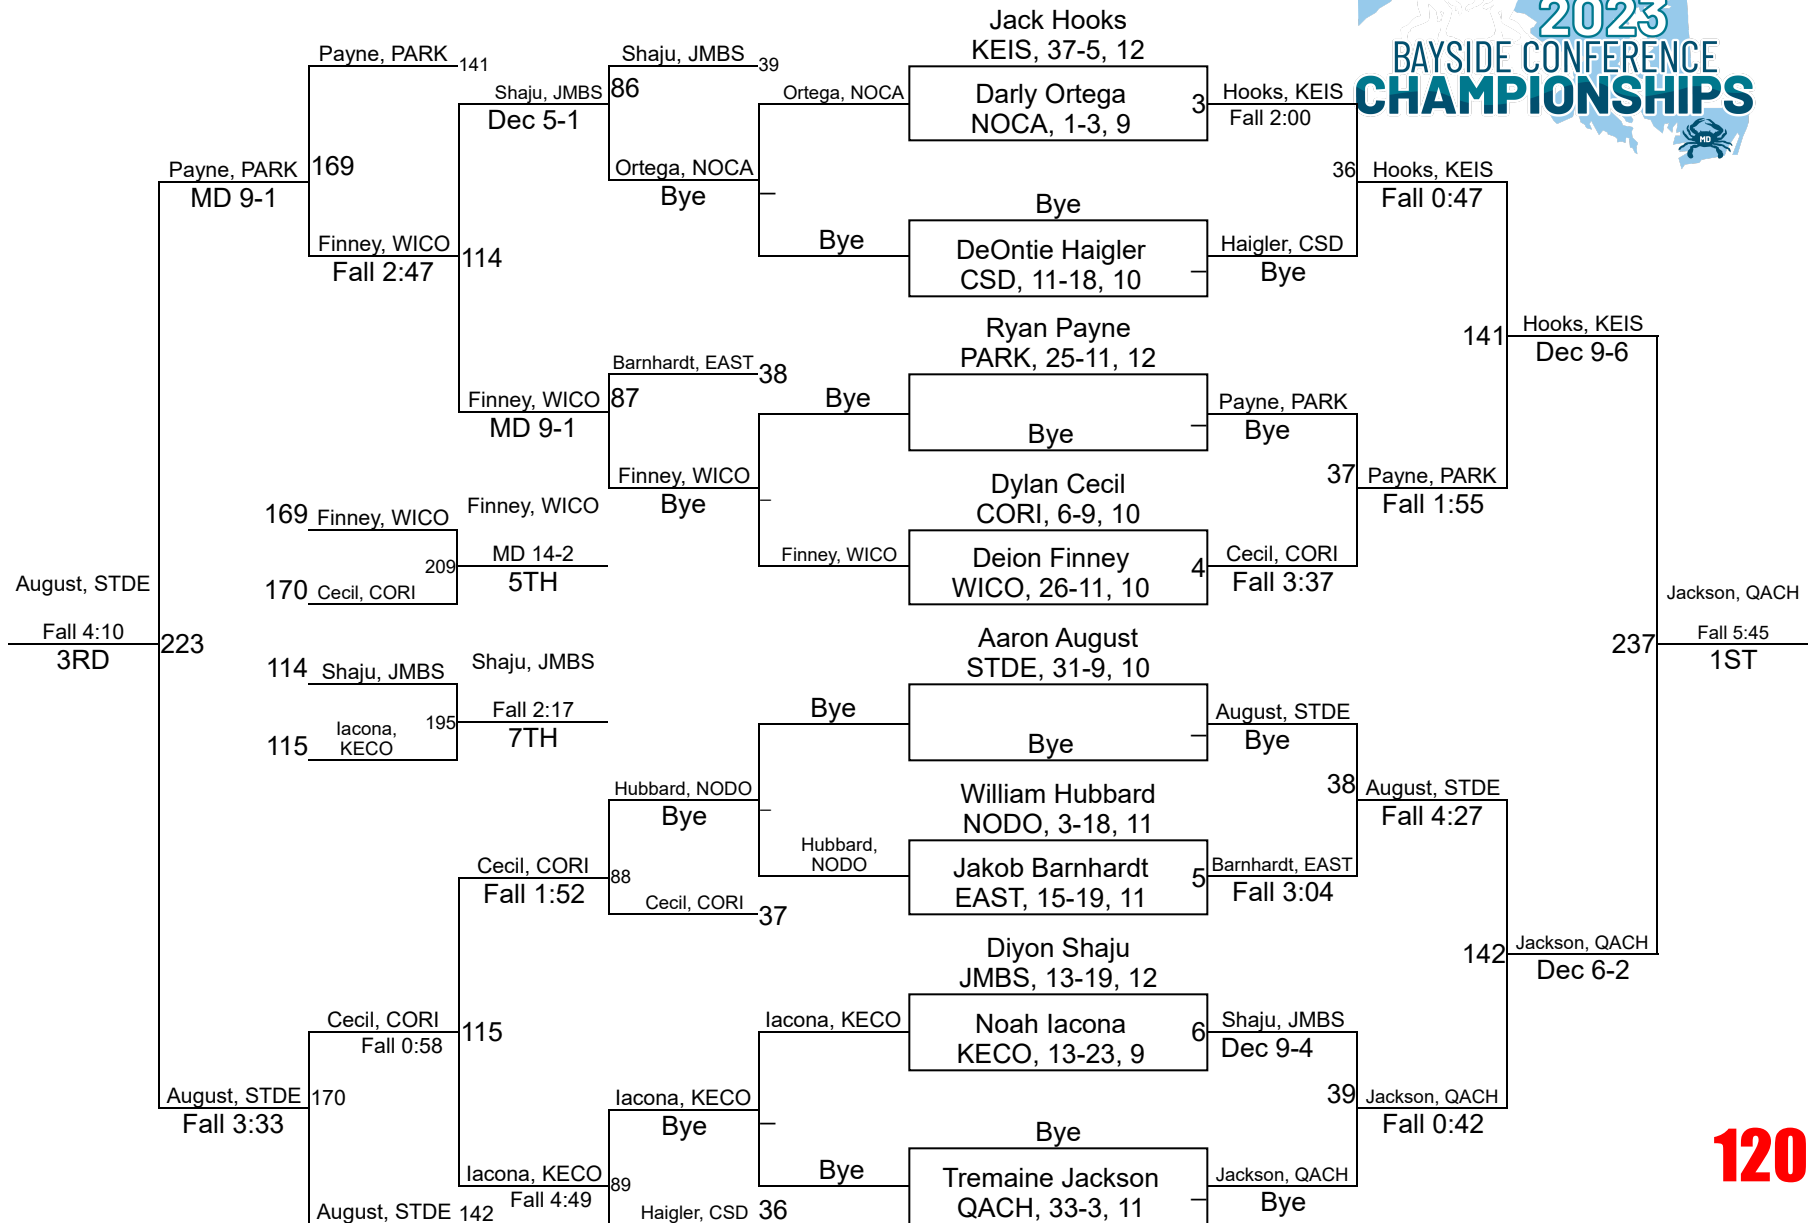 2023
BAYSIDE CONFERENCE
CHAMPIONSHIPS
MD
Jack Hooks
KEIS, 37-5, 12
Darly Ortega
NOCA, 1-3, 9
3
Bye
DeOntie Haigler
CSD, 11-18, 10
Ryan Payne
PARK, 25-11, 12
Bye
Dylan Cecil
CORI, 6-9, 10
Deion Finney
WICO, 26-11, 10
4
Aaron August
STDE, 31-9, 10
Bye
William Hubbard
NODO, 3-18, 11
Jakob Barnhardt
EAST, 15-19, 11
5
Diyon Shaju
JMBS, 13-19, 12
Noah Iacona
KECO, 13-23, 9
6
Bye
Tremaine Jackson
QACH, 33-3, 11
Hooks, KEIS
Fall 2:00
36
Haigler, CSD
Bye
Payne, PARK
Bye
37
Cecil, CORI
Fall 3:37
August, STDE
Bye
38
Barnhardt, EAST
Fall 3:04
Shaju, JMBS
Dec 9-4
39
Jackson, QACH
Bye
Hooks, KEIS
Fall 0:47
141
Payne, PARK
Fall 1:55
August, STDE
Fall 4:27
142
Jackson, QACH
Fall 0:42
Hooks, KEIS
Dec 9-6
237
Jackson, QACH
Dec 6-2
Jackson, QACH
Fall 5:45
1ST
Ortega, NOCA
Bye
Bye
Finney, WICO
Bye
Hubbard,
NODO
Iacona, KECO
Bye
Shaju, JMBS
39
86
Ortega, NOCA
Bye
Barnhardt, EAST
38
87
Finney, WICO
Bye
Hubbard, NODO
Bye
88
Cecil, CORI
37
Iacona, KECO
Bye
89
Haigler, CSD
36
Shaju, JMBS
Dec 5-1
114
Finney, WICO
MD 9-1
Cecil, CORI
Fall 1:52
115
Iacona, KECO
Fall 4:49
Payne, PARK
141
169
Finney, WICO
Fall 2:47
Cecil, CORI
Fall 0:58
170
August, STDE
142
Payne, PARK
MD 9-1
223
August, STDE
Fall 3:33
August, STDE
Fall 4:10
3RD
169
Finney, WICO
170
Cecil, CORI
209
Finney, WICO
MD 14-2
5TH
114
Shaju, JMBS
115
Iacona,
KECO
195
Shaju, JMBS
Fall 2:17
7TH
120